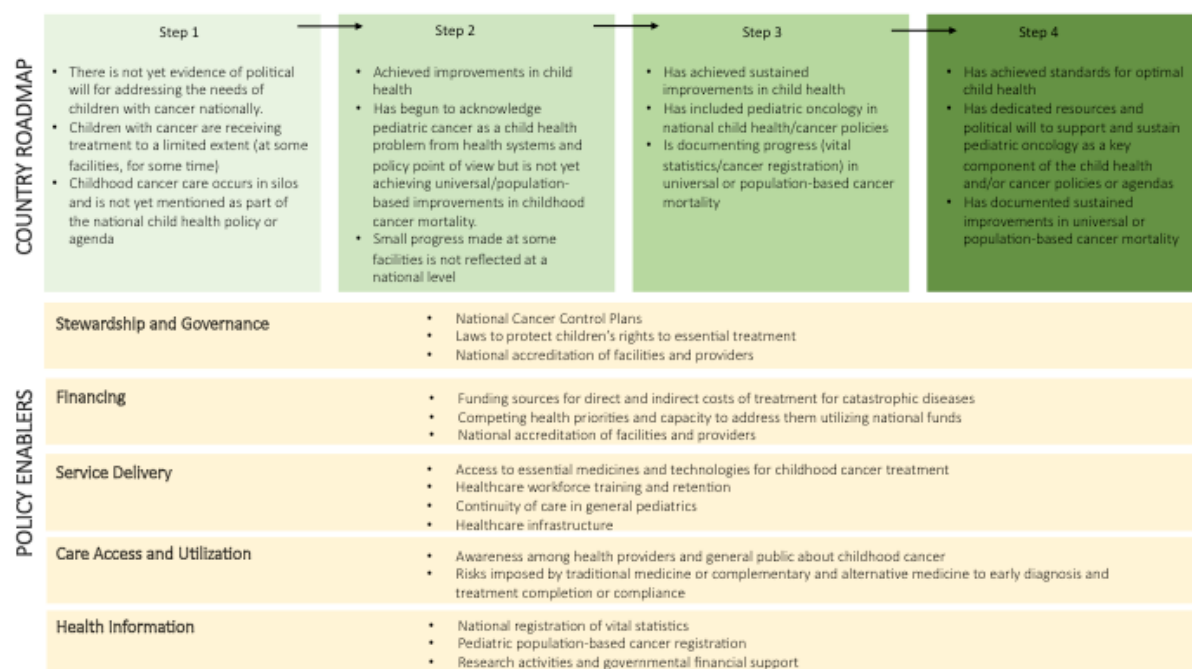 COUNTRY ROADMAP
Step 1
• There is not yet evidence of political
will for addressing the needs of
children with cancer nationally.
• Children with cancer are receiving
treatment to a limited extent (at some
facilities, for some time)
• Childhood cancer care occurs in silos
and is not yet mentioned as part of
the national child health policy or
agenda
Step 2
• Achieved improvements in child
health
• Has begun to acknowledge
pediatric cancer as a child health
problem from health systems and
policy point of view but is not yet
achieving universal/population-
based improvements in childhood
cancer mortality.
• Small progress made at some
facilities is not reflected at a
national level
Step 3
• Has achieved sustained
improvements in child health
• Has included pediatric oncology in
national child health/cancer policies
• Is documenting progress (vital
statistics/cancer registration) in
universal or population-based cancer
mortality
Step 4
• Has achieved standards for optimal
child health
• Has dedicated resources and
political will to support and sustain
pediatric oncology as a key
component of the child health
and/or cancer policies or agendas
• Has documented sustained
improvements in universal or
population-based cancer mortality
POLICY ENABLERS
Stewardship and Governance
• National Cancer Control Plans
• Laws to protect children's rights to essential treatment
• National accreditation of facilities and providers
Financing
• Funding sources for direct and indirect costs of treatment for catastrophic diseases
• Competing health priorities and capacity to address them utilizing national funds
• National accreditation of facilities and providers
Service Delivery
• Access to essential medicines and technologies for childhood cancer treatment
• Healthcare workforce training and retention
• Continuity of care in general pediatrics
• Healthcare infrastructure
Care Access and Utilization
• Awareness among health providers and general public about childhood cancer
• Risks imposed by traditional medicine or complementary and alternative medicine to early diagnosis and
treatment completion or compliance
Health Information
• National registration of vital statistics
• Pediatric population-based cancer registration
• Research activities and governmental financial support